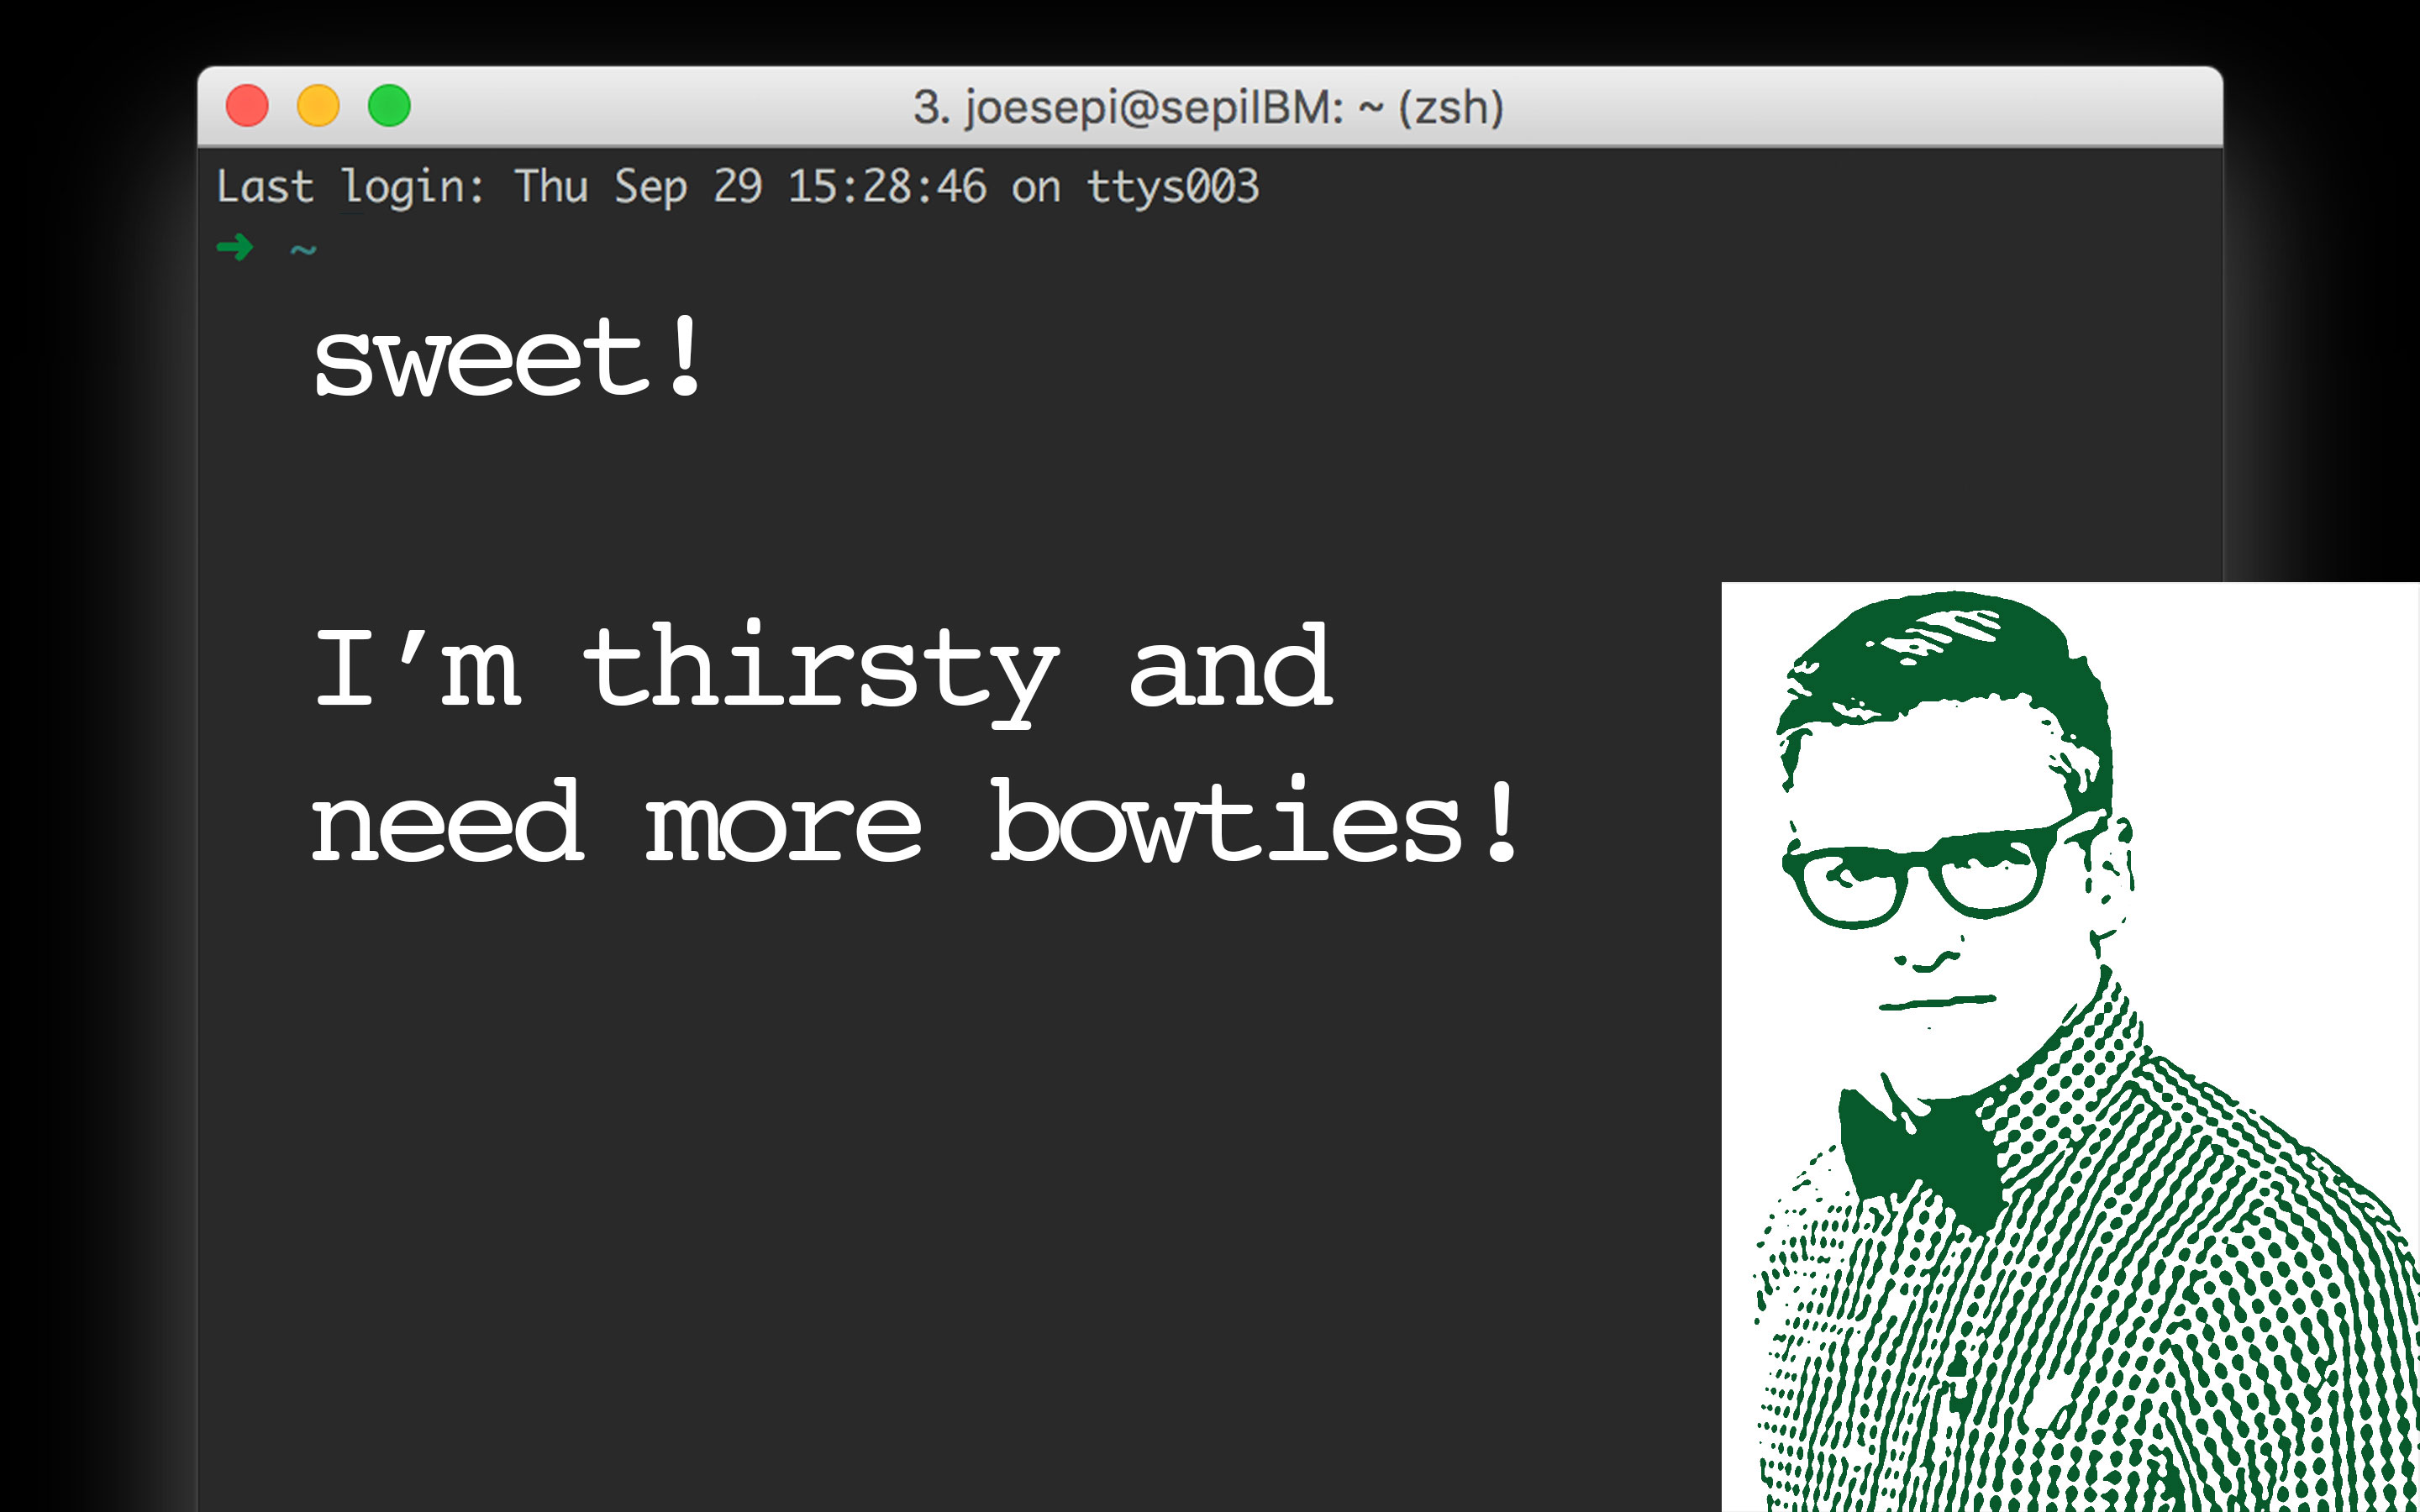 3. joesepi@sepiIBM: ~ (zsh)
Last login: Thu Sep 29 15:28:46 on ttys003
➜ ~
sweet!
I’m thirsty and
need more bowties!